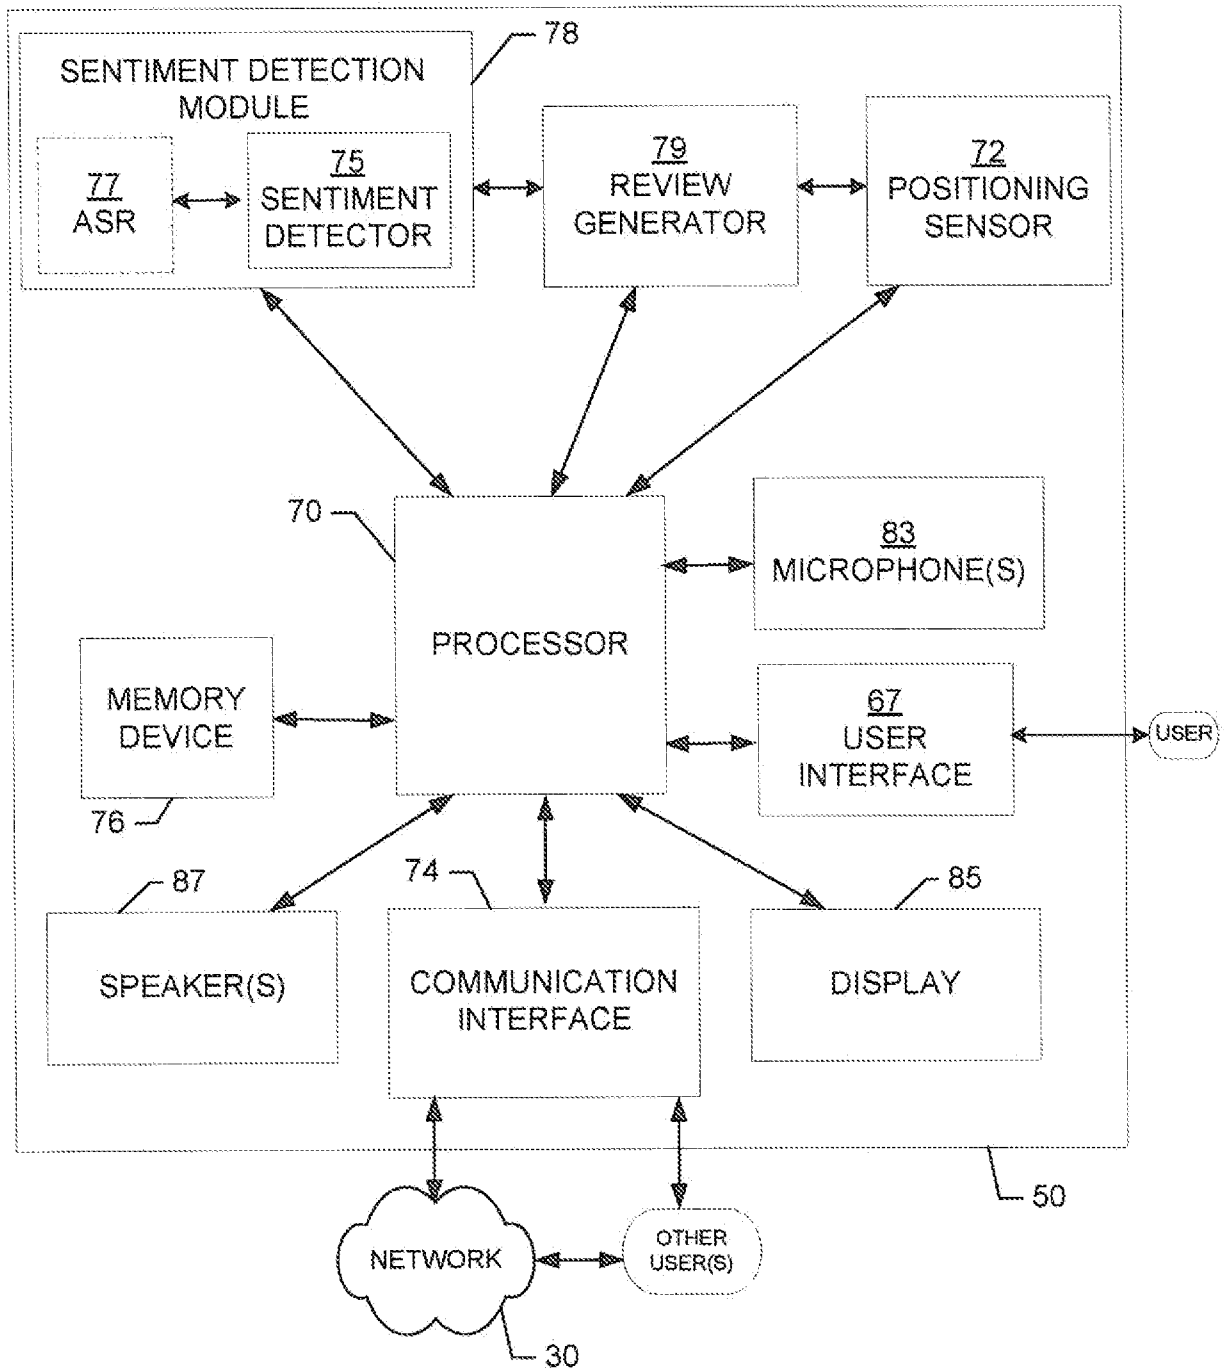 78
SENTIMENT DETECTION
MODULE
77
ASR
75
SENTIMENT
DETECTOR
79
REVIEW
GENERATOR
72
POSITIONING
SENSOR
70
PROCESSOR
83
MICROPHONE(S)
MEMORY
DEVICE
76
67
USER
INTERFACE
USER
87
SPEAKER(S)
74
COMMUNICATION
INTERFACE
85
DISPLAY
50
NETWORK
30
OTHER
USER(S)